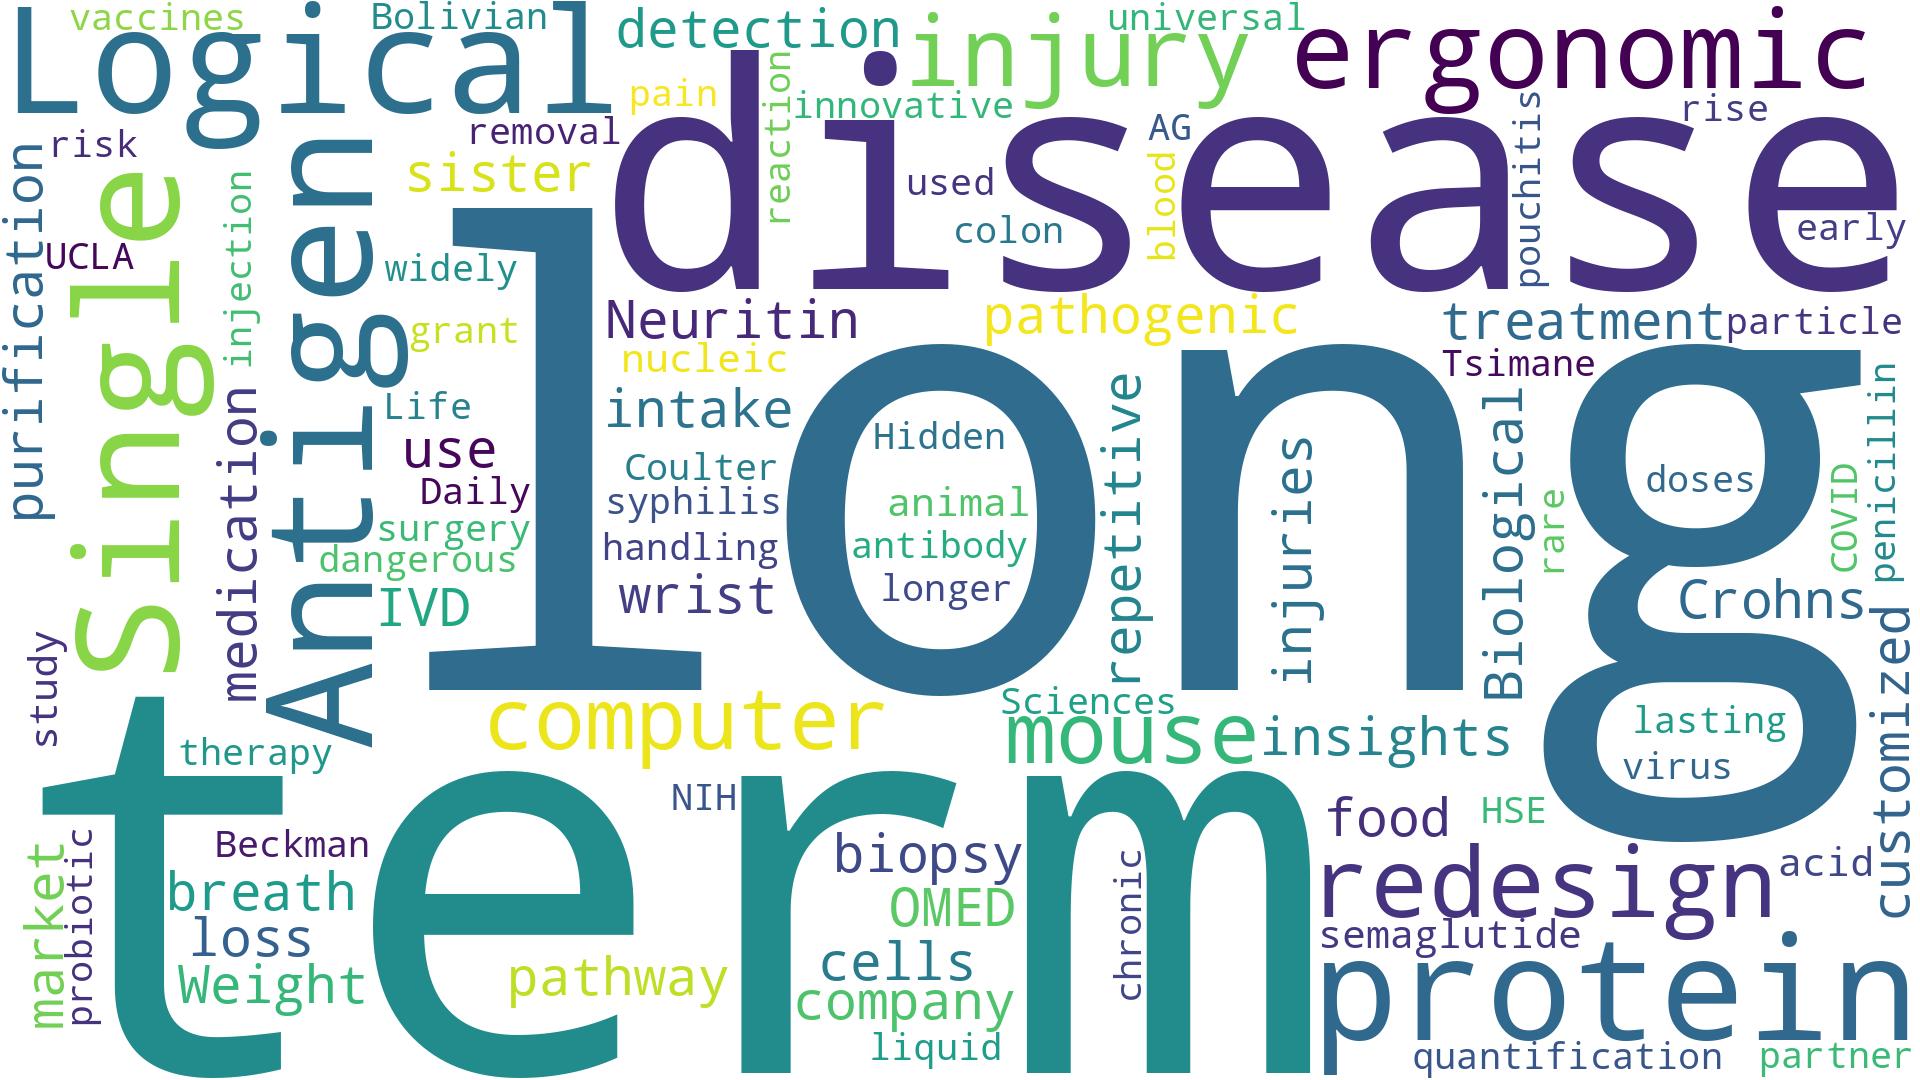 vaccines
Bolivian
Logical
detection
injury
universal
ergonomic
pain
reaction
innovative
disease
AG
pouchitis
rise
risk
removal
sister
used
colon
blood
early
purification
UCLA
Single
injection
Antigen
widely
grant
long
Neuritin
pathogenic
treatment
particle
nucleic
Tsimane
Life
intake
medication
use
Daily
Coulter
syphilis
Hidden
animal
antibody
longer
repetitive
injuries
Biological
rare
doses
COVID
penicillin
surgery
dangerous
handling
IVD
wrist
Crohns
customized
study
therapy
computer
Sciences
mouse
insights
lasting
virus
term
NIH
food
HSE
market
probiotic
Beckman
breath
loss
Weight
pathway
biopsy
OMED
cells
company
liquid
chronic
redesign
acid
semaglutide
protein
quantification
partner